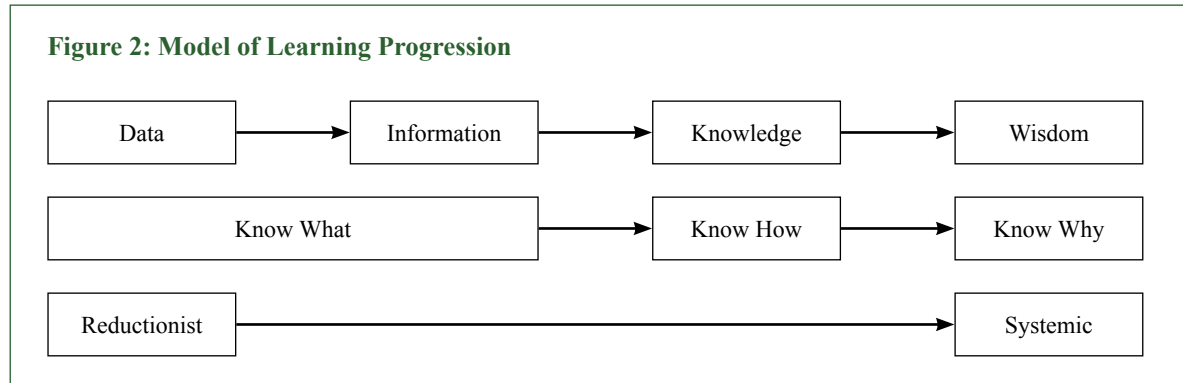 Figure 2: Model of Learning Progression
Data Information Knowledge Wisdom
Know What Know How Know Why
Reductionist Systemic